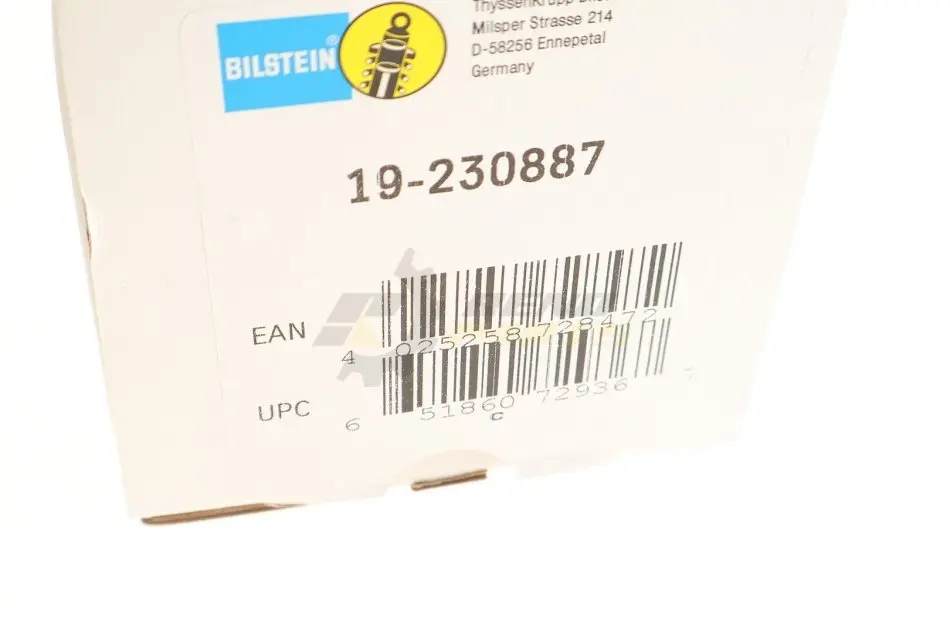 BILSTEIN®
Milsper Strasse 214
D-58256 Ennepetal
Germany
19-230887
EAN
4 025258 728472
UPC
6 51860 72936
c